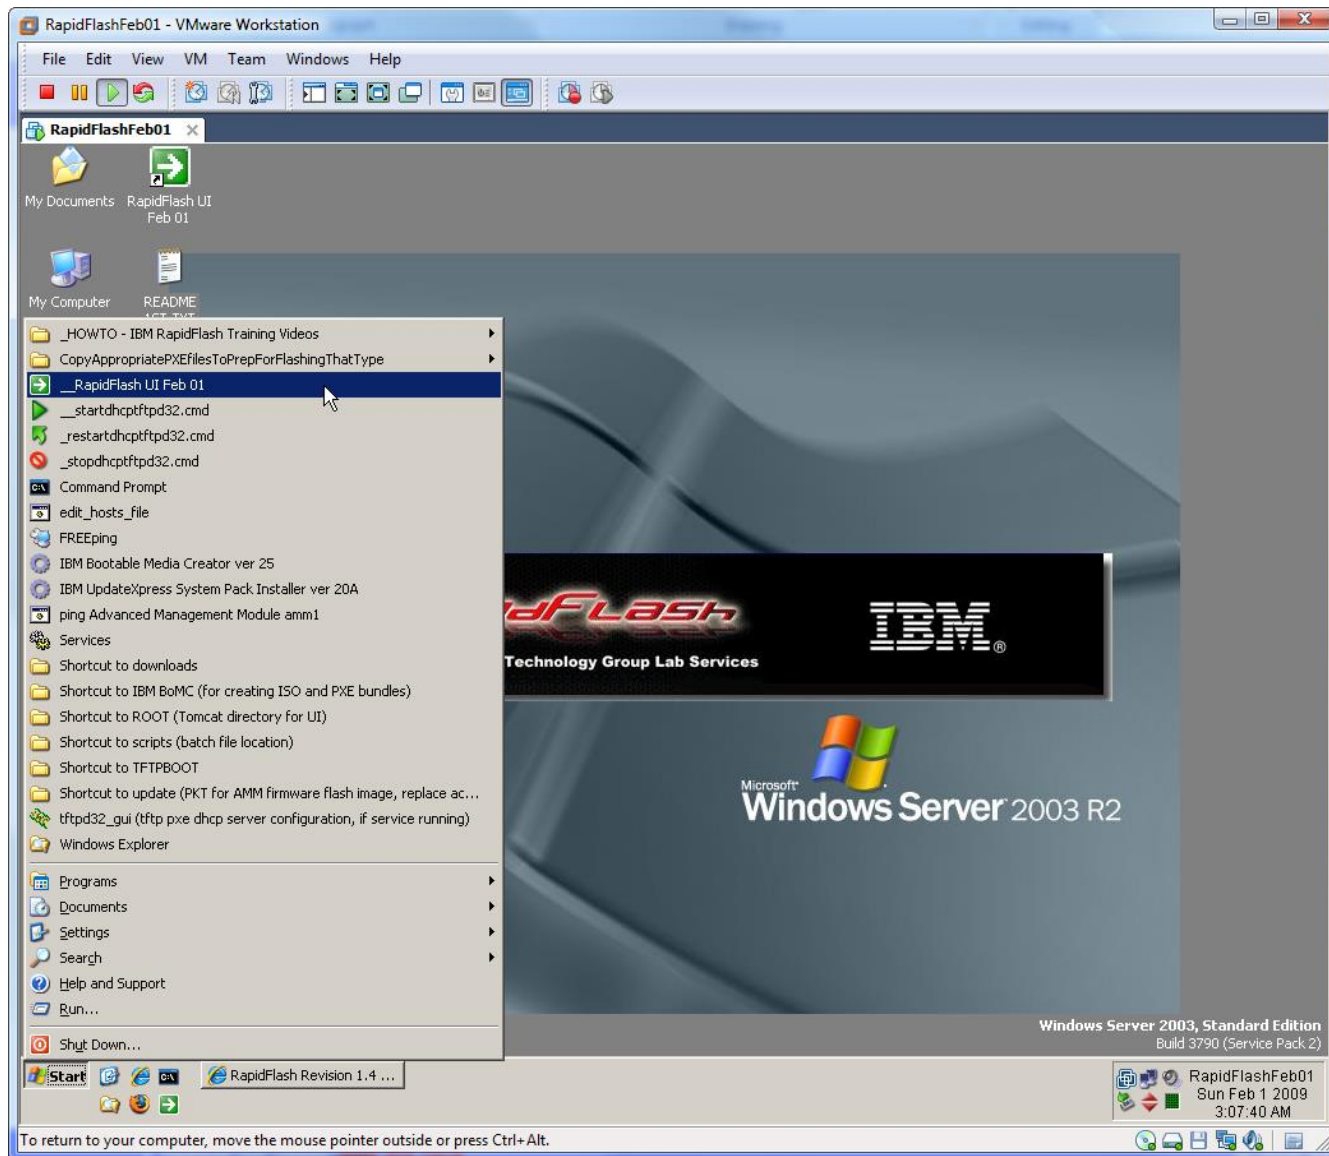 RapidFlashFeb01 - VMware Workstation
File Edit View VM Team Windows Help
RapidFlashFeb01
My Documents
RapidFlash UI
Feb 01
My Computer
README
1ST.TXT
_HOWTO - IBM RapidFlash Training Videos
CopyAppropriatePXEfilesToPrepForFlashingThatType
__RapidFlash UI Feb 01
__startdhcptftpd32.cmd
_restartdhcptftpd32.cmd
_stopdhcptftpd32.cmd
Command Prompt
edit_hosts_file
FREEping
IBM Bootable Media Creator ver 25
IBM UpdateXpress System Pack Installer ver 20A
ping Advanced Management Module amm1
Services
Shortcut to downloads
Shortcut to IBM BoMC (for creating ISO and PXE bundles)
Shortcut to ROOT (Tomcat directory for UI)
Shortcut to scripts (batch file location)
Shortcut to TFTPBOOT
Shortcut to update (PKT for AMM firmware flash image, replace ac...
tftpd32_gui (tftp pxe dhcp server configuration, if service running)
Windows Explorer
Programs
Documents
Settings
Search
Help and Support
Run...
Shut Down...
idFLash
IBM®
Technology Group Lab Services
Microsoft®
Windows Server 2003 R2
Windows Server 2003, Standard Edition
Build 3790 (Service Pack 2)
Start
RapidFlash Revision 1.4 ...
RapidFlashFeb01
Sun Feb 1 2009
3:07:40 AM
To return to your computer, move the mouse pointer outside or press Ctrl+Alt.